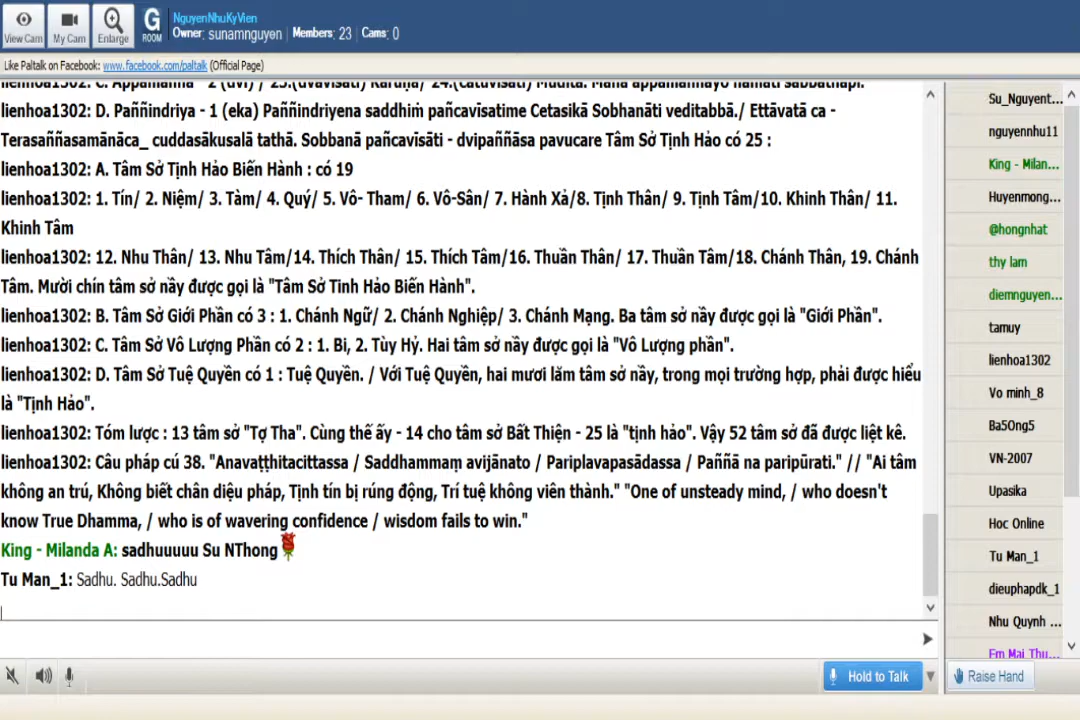 View Cam
My Cam
Enlarge
G
ROOM
NguyenNhuKyVien
Owner: sunamnguyen Members: 23 Cams: 0
Like Paltalk on Facebook: www.facebook.com/paltalk (Official Page)
lienhoa1302: C. Appamaññā - 2 (dvi) / 23.(dvāvīsati) Karuṇā/ 24.(catuvīsati) Muditā.
lienhoa1302: D. Paññindriya - 1 (eka) Paññindriyena saddhiṃ pañcavīsatime Cetasikā Sobhanāti veditabbā./ Ettāvatā ca -
Terasaññasamānāca_ cuddasākusalā tathā. Sobbanā pañcavisāti - dvipaññāsa pavucare Tâm Sở Tịnh Hảo có 25 :
lienhoa1302: A. Tâm Sở Tịnh Hảo Biến Hành : có 19
lienhoa1302: 1. Tín/ 2. Niệm/ 3. Tàm/ 4. Quý/ 5. Vô- Tham/ 6. Vô-Sân/ 7. Hành Xả/8. Tịnh Thân/ 9. Tịnh Tâm/10. Khinh Thân/ 11.
Khinh Tâm
lienhoa1302: 12. Nhu Thân/ 13. Nhu Tâm/14. Thích Thân/ 15. Thích Tâm/16. Thuần Thân/ 17. Thuần Tâm/18. Chánh Thân, 19. Chánh
Tâm. Mười chín tâm sở nầy được gọi là "Tâm Sở Tinh Hảo Biến Hành".
lienhoa1302: B. Tâm Sở Giới Phần có 3 : 1. Chánh Ngữ/ 2. Chánh Nghiệp/ 3. Chánh Mạng. Ba tâm sở nầy được gọi là "Giới Phần".
lienhoa1302: C. Tâm Sở Vô Lượng Phần có 2 : 1. Bi, 2. Tùy Hỷ. Hai tâm sở nầy được gọi là "Vô Lượng phần".
lienhoa1302: D. Tâm Sở Tuệ Quyền có 1 : Tuệ Quyền. / Với Tuệ Quyền, hai mươi lăm tâm sở nầy, trong mọi trường hợp, phải được hiểu
là "Tịnh Hảo".
lienhoa1302: Tóm lược : 13 tâm sở "Tợ Tha". Cùng thế ấy - 14 cho tâm sở Bất Thiện - 25 là "tịnh hảo". Vậy 52 tâm sở đã được liệt kê.
lienhoa1302: Câu pháp cú 38. "Anavaṭṭhitacittassa / Saddhammaṃ avijānato / Pariplavapasādassa / Paññā na paripūrati." // "Ai tâm
không an trú, Không biết chân diệu pháp, Tịnh tín bị rúng động, Trí tuệ không viên thành." "One of unsteady mind, / who doesn't
know True Dhamma, / who is of wavering confidence / wisdom fails to win."
King - Milanda A: sadhuuuuu Su NThong
Tu Man_1: Sadhu. Sadhu.Sadhu
Su_Nguyent...
nguyennhu11
King - Milan...
Huyenmong...
@hongnhat
thy lam
diemnguyen...
tamuy
lienhoa1302
Vo minh_8
Ba5Ong5
VN-2007
Upasika
Hoc Online
Tu Man_1
dieuphapdk_1
Nhu Quynh ...
Em Mai Thu...
Hold to Talk
Raise Hand